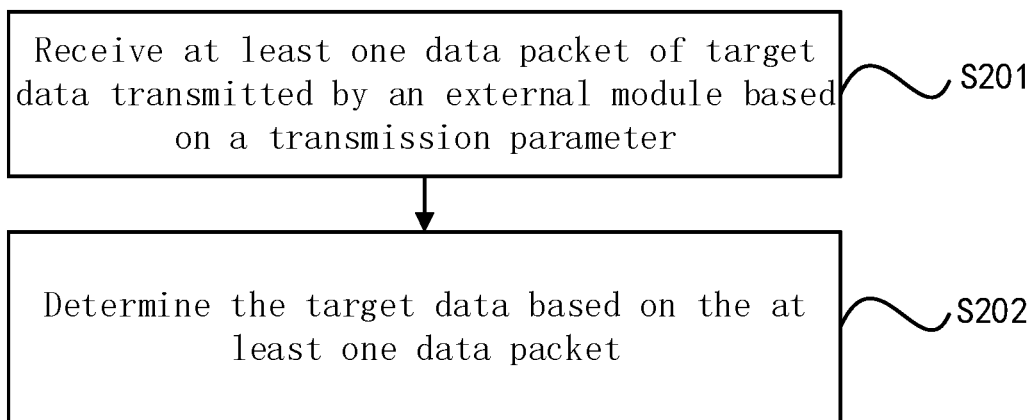 Receive at least one data packet of target
data transmitted by an external module based
on a transmission parameter
S201
Determine the target data based on the at
least one data packet
S202